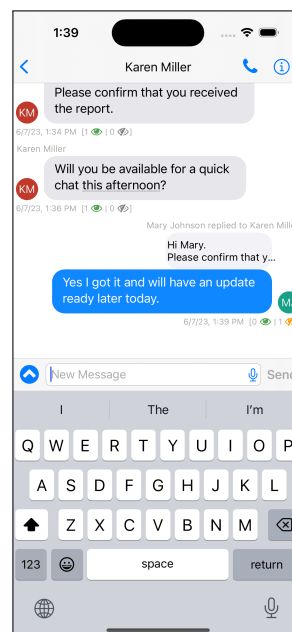 1:39
Karen Miller
Please confirm that you received
the report.
KM
6/7/23, 1:34 PM [1 | 0 ]
Karen Miller
Will you be available for a quick
chat this afternoon?
KM
6/7/23, 1:36 PM [1 | 0 ]
Mary Johnson replied to Karen Mill
Hi Mary.
Please confirm that y...
Yes I got it and will have an update
ready later today.
M
6/7/23, 1:39 PM [0 | 1
New Message
Send
I The I'm
Q W E R T Y U I O P
A S D F G H J K L
Z X C V B N M
123 space return